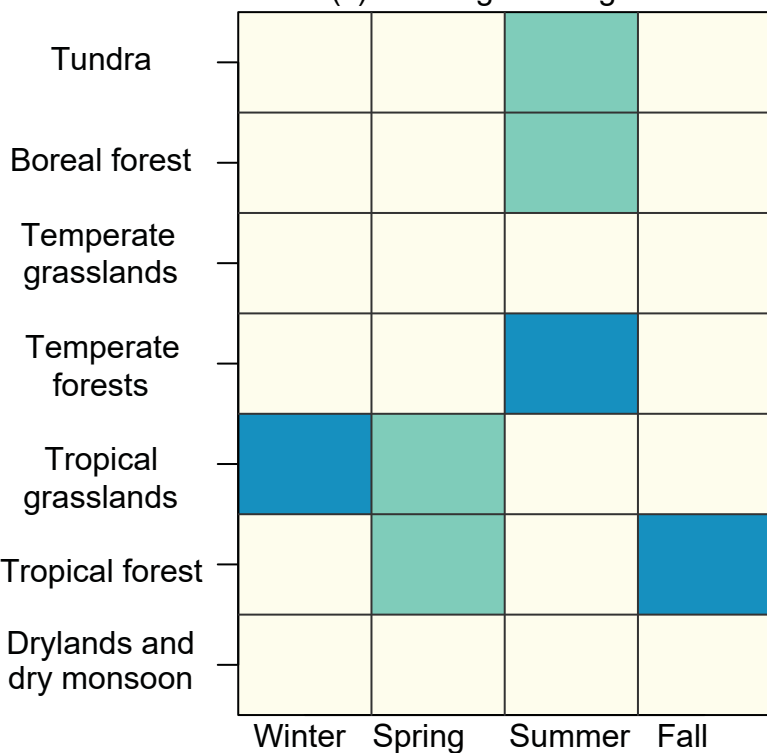 Tundra
Boreal forest
Temperate
grasslands
Temperate
forests
Tropical
grasslands
Tropical forest
Drylands and
dry monsoon
Winter Spring Summer Fall